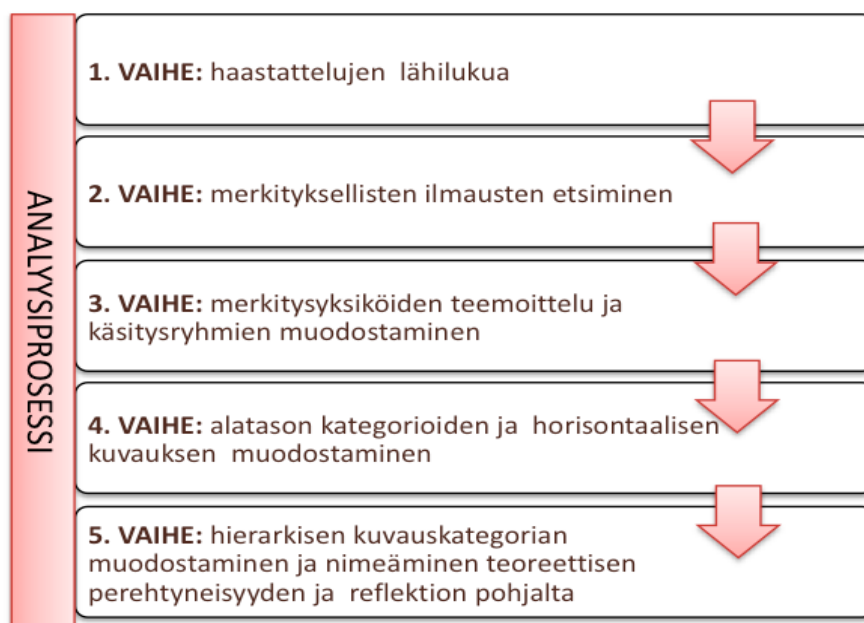 ANALYYSIPROSESSI
1. VAIHE: haastattelujen lähilukua
2. VAIHE: merkityksellisten ilmausten etsiminen
3. VAIHE: merkitysyksiköiden teemoittelu ja
käsitysryhmien muodostaminen
4. VAIHE: alatason kategorioiden ja horisontaalisen
kuvauksen muodostaminen
5. VAIHE: hierarkisen kuvauskategorian
muodostaminen ja nimeäminen teoreettisen
perehtyneisyyden ja reflektion pohjalta